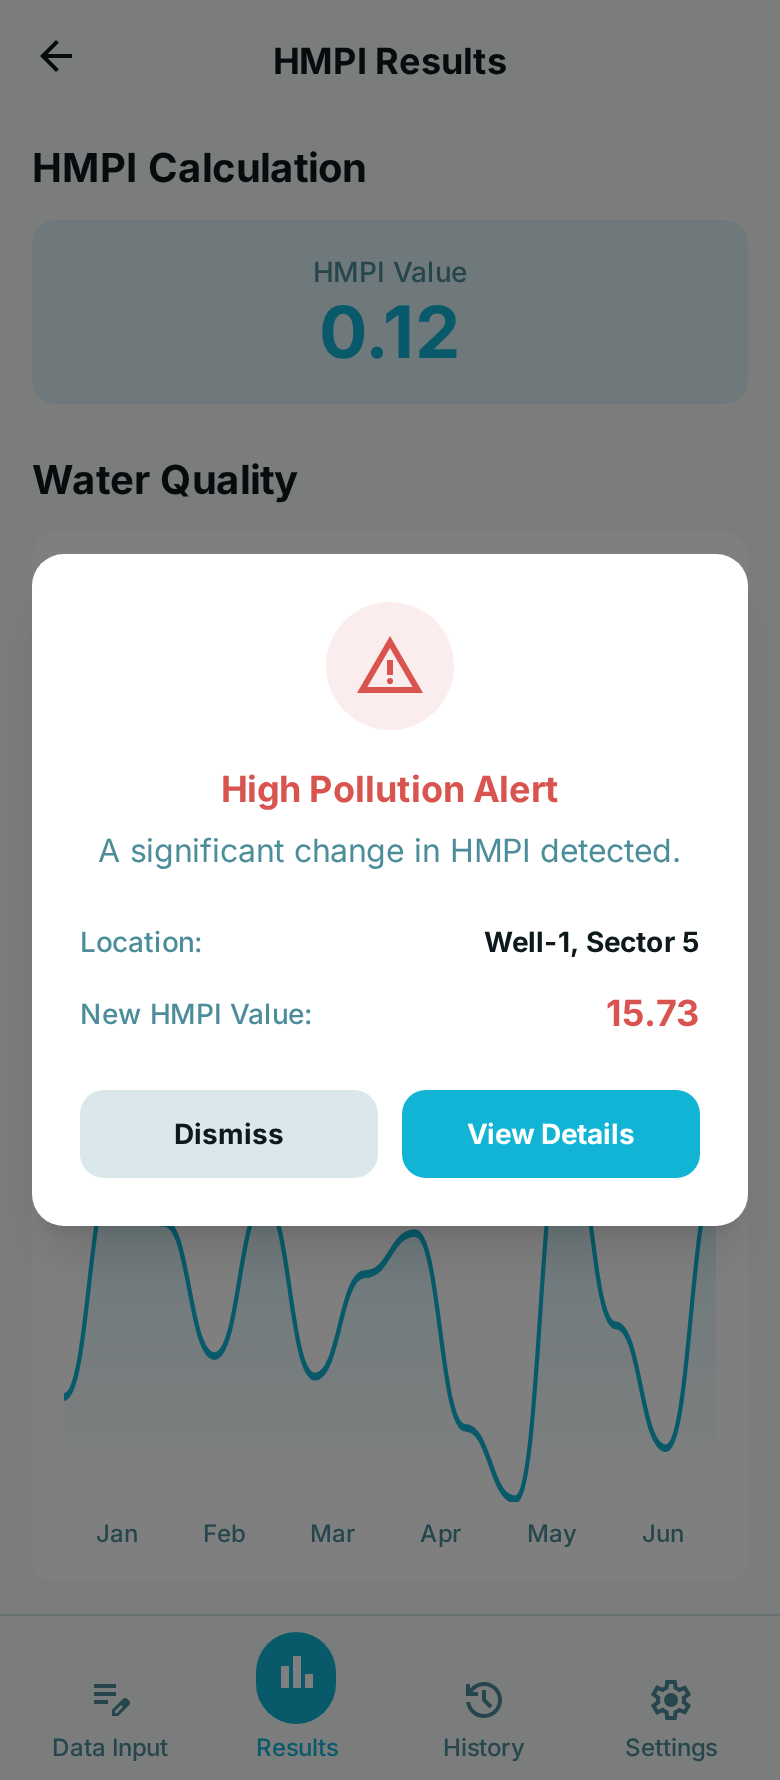 HMPI Results
HMPI Calculation
HMPI Value
0.12
Water Quality
High Pollution Alert
A significant change in HMPI detected.
Location: Well-1, Sector 5
New HMPI Value: 15.73
Dismiss View Details
Jan Feb Mar Apr May Jun
Data Input Results History Settings